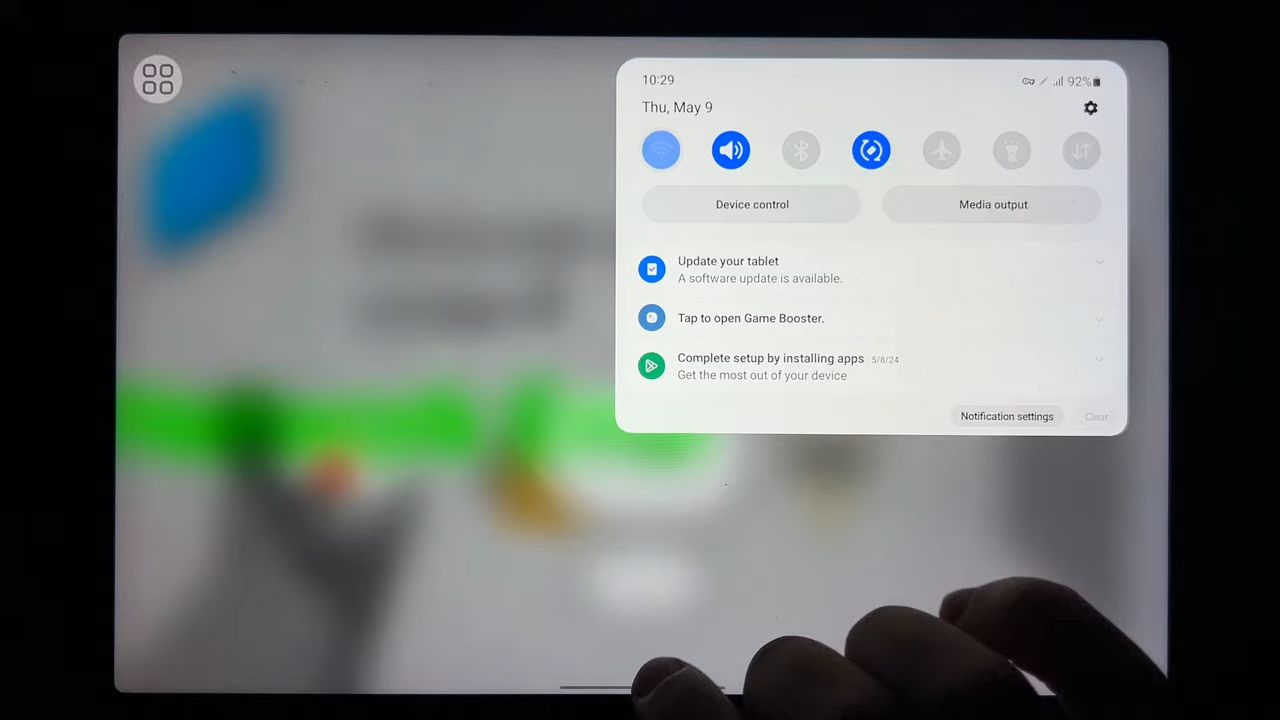 10:29
92%
Thu, May 9
Device control
Media output
Update your tablet
A software update is available.
Tap to open Game Booster.
Complete setup by installing apps 5/8/24
Get the most out of your device
Notification settings
Clear